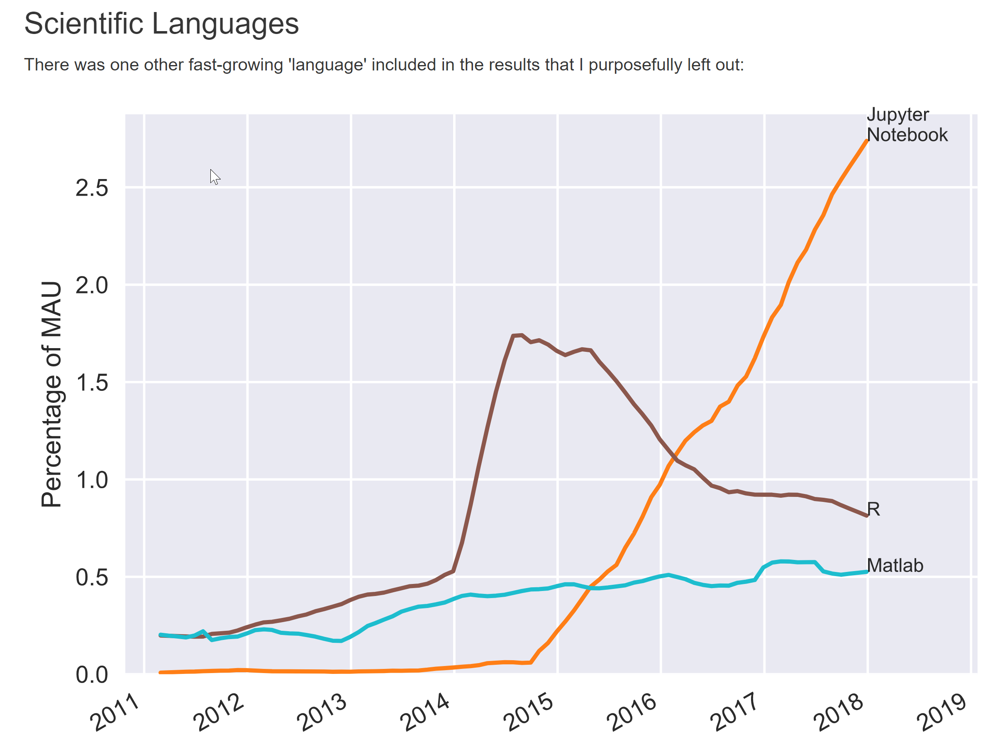 Scientific Languages
There was one other fast-growing 'language' included in the results that I purposefully left out:
Jupyter
Notebook
2.5
2.0
1.5
1.0
0.5
0.0
Percentage of MAU
R
Matlab
2011
2012
2013
2014
2015
2016
2017
2018
2019